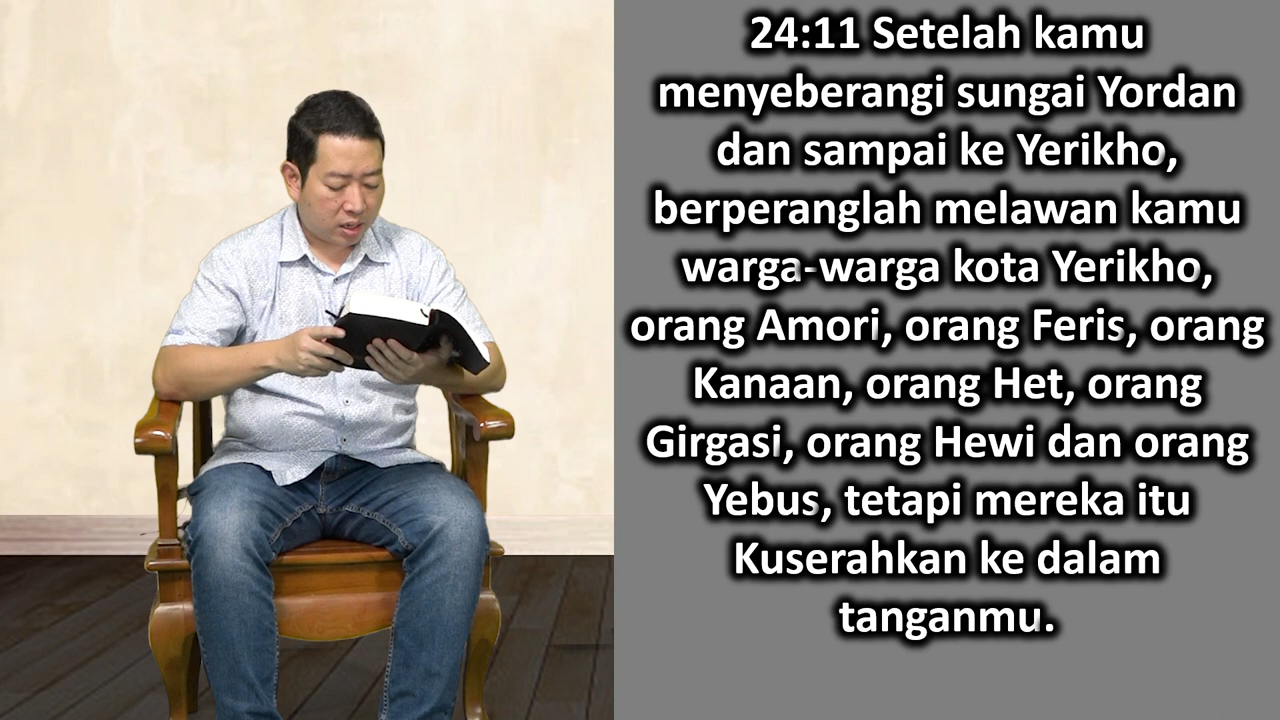 24:11 Setelah kamu
menyeberangi sungai Yordan
dan sampai ke Yerikho,
berperanglah melawan kamu
warga-warga kota Yerikho,
orang Amori, orang Feris, orang
Kanaan, orang Het, orang
Girgasi, orang Hewi dan orang
Yebus, tetapi mereka itu
Kuserahkan ke dalam
tanganmu.